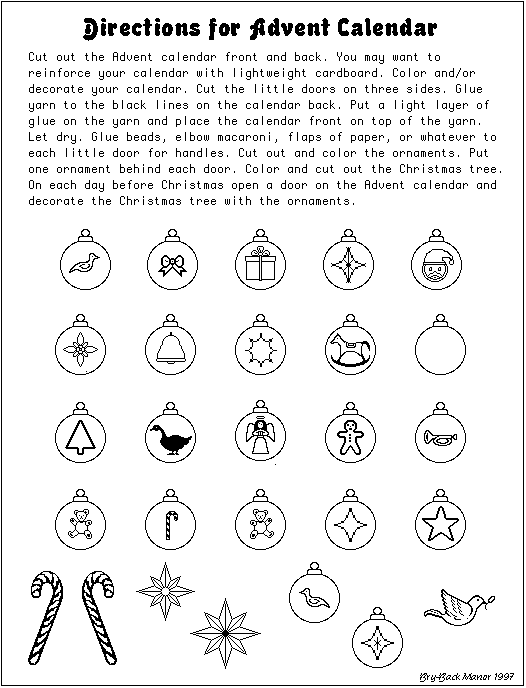 Directions for Advent Calendar
Cut out the Advent calendar front and back. You may want to
reinforce your calendar with lightweight cardboard. Color and/or
decorate your calendar. Cut the little doors on three sides. Glue
yarn to the black lines on the calendar back. Put a light layer of
glue on the yarn and place the calendar front on top of the yarn.
Let dry. Glue beads, elbow macaroni, flaps of paper, or whatever to
each little door for handles. Cut out and color the ornaments. Put
one ornament behind each door. Color and cut out the Christmas tree.
On each day before Christmas open a door on the Advent calendar and
decorate the Christmas tree with the ornaments.
Bry-Back Manor 1997